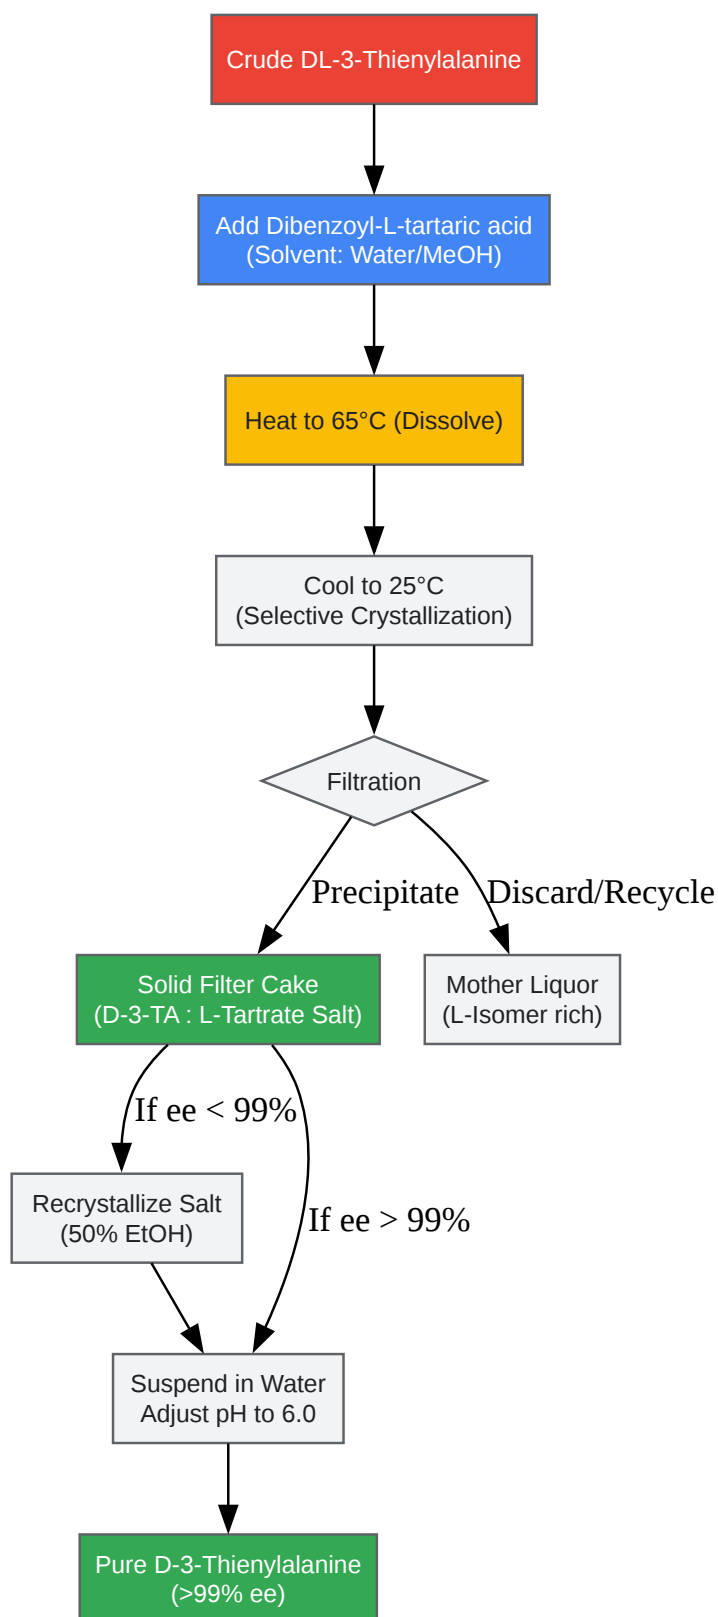 Crude DL-3-Thienylalanine
Add Dibenzoyl-L-tartaric acid
(Solvent: Water/MeOH)
Heat to 65°C (Dissolve)
Cool to 25°C
(Selective Crystallization)
Filtration
Precipitate
Discard/Recycle
Solid Filter Cake
(D-3-TA : L-Tartrate Salt)
Mother Liquor
(L-Isomer rich)
If ee < 99%
Recrystallize Salt
(50% EtOH)
If ee > 99%
Suspend in Water
Adjust pH to 6.0
Pure D-3-Thienylalanine
(>99% ee)